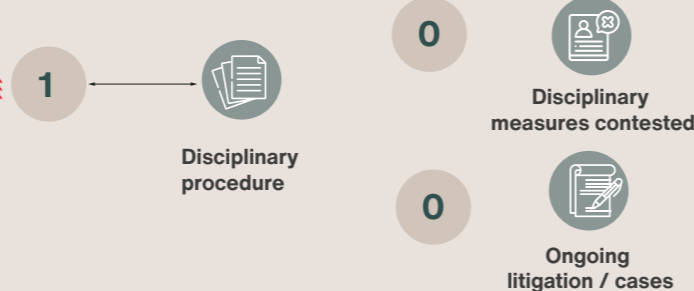 1
Disciplinary
procedure
0
Disciplinary
measures contested
0
Ongoing
litigation / cases